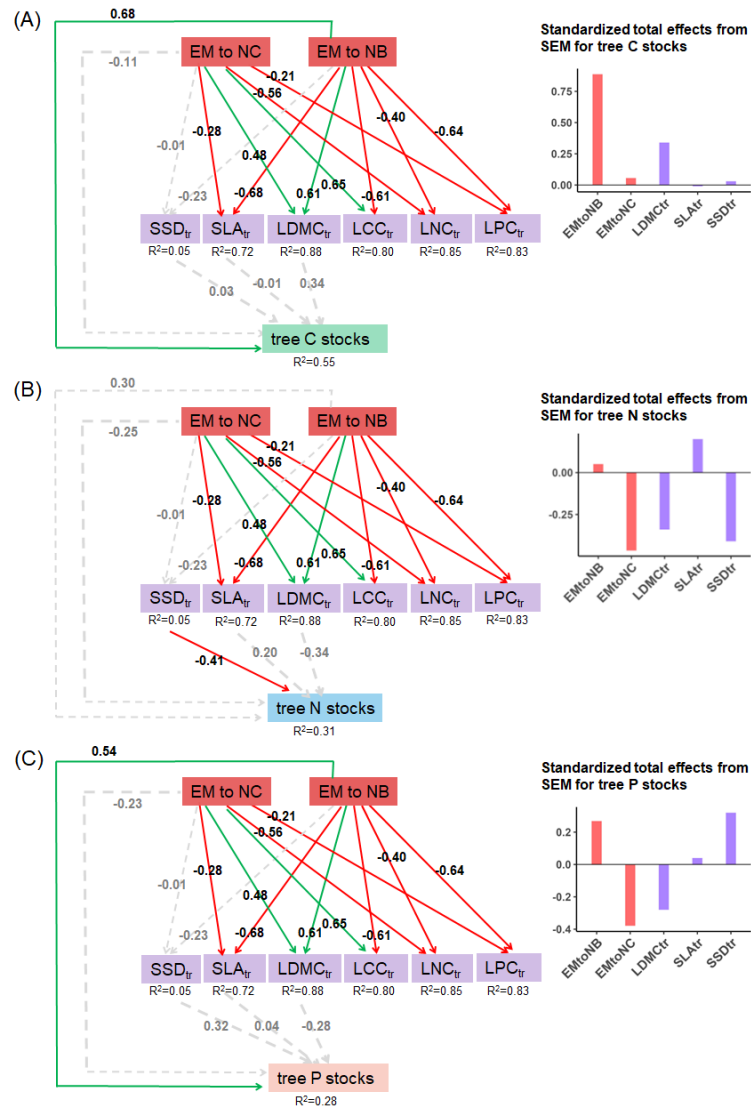 (A)
0.68
EM to NC
EM to NB
-0.11
-0.21
-0.56
-0.28
-0.40
-0.64
-0.01
0.48
-0.23
-0.68
0.61
0.65
-0.61
SSDtr
SLAtr
LDMCtr
LCCtr
LNCtr
LPCtr
R²=0.05
R²=0.72
R²=0.88
R²=0.80
R²=0.85
R²=0.83
0.03
-0.01
0.34
tree C stocks
R²=0.55
Standardized total effects from
SEM for tree C stocks
0.75
0.50
0.25
0.00
EMtoNB
EMtoNC
LDMCtr
SLAtr
SSDtr
(B)
0.30
EM to NC
EM to NB
-0.25
-0.21
-0.56
-0.28
-0.40
-0.64
-0.01
0.48
-0.23
-0.68
0.61
0.65
-0.61
SSDtr
SLAtr
LDMCtr
LCCtr
LNCtr
LPCtr
R²=0.05
R²=0.72
R²=0.88
R²=0.80
R²=0.85
R²=0.83
-0.41
0.20
-0.34
tree N stocks
R²=0.31
Standardized total effects from
SEM for tree N stocks
0.00
-0.25
EMtoNB
EMtoNC
LDMCtr
SLAtr
SSDtr
(C)
0.54
EM to NC
EM to NB
-0.23
-0.21
-0.56
-0.28
-0.40
-0.64
-0.01
0.48
-0.23
-0.68
0.61
0.65
-0.61
SSDtr
SLAtr
LDMCtr
LCCtr
LNCtr
LPCtr
R²=0.05
R²=0.72
R²=0.88
R²=0.80
R²=0.85
R²=0.83
0.32
0.04
-0.28
tree P stocks
R²=0.28
Standardized total effects from
SEM for tree P stocks
0.2
0.0
-0.2
-0.4
EMtoNB
EMtoNC
LDMCtr
SLAtr
SSDtr